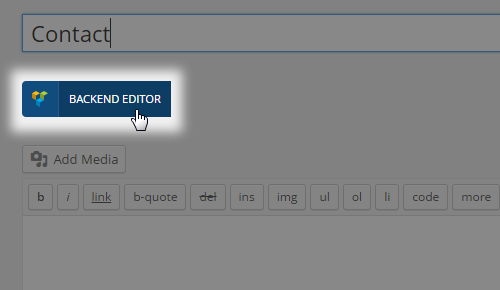 Contact
BACKEND EDITOR
Add Media
b i link b-quote del ins img ul ol li code more